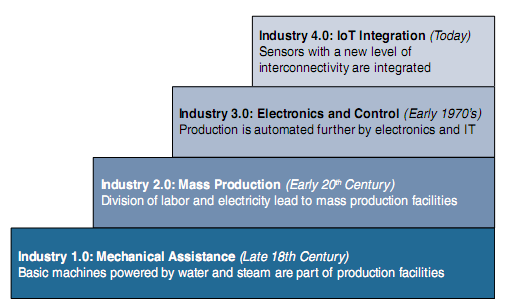 Industry 4.0: IoT Integration (Today)
Sensors with a new level of
interconnectivity are integrated
Industry 3.0: Electronics and Control (Early 1970's)
Production is automated further by electronics and IT
Industry 2.0: Mass Production (Early 20th Century)
Division of labor and electricity lead to mass production facilities
Industry 1.0: Mechanical Assistance (Late 18th Century)
Basic machines powered by water and steam are part of production facilities